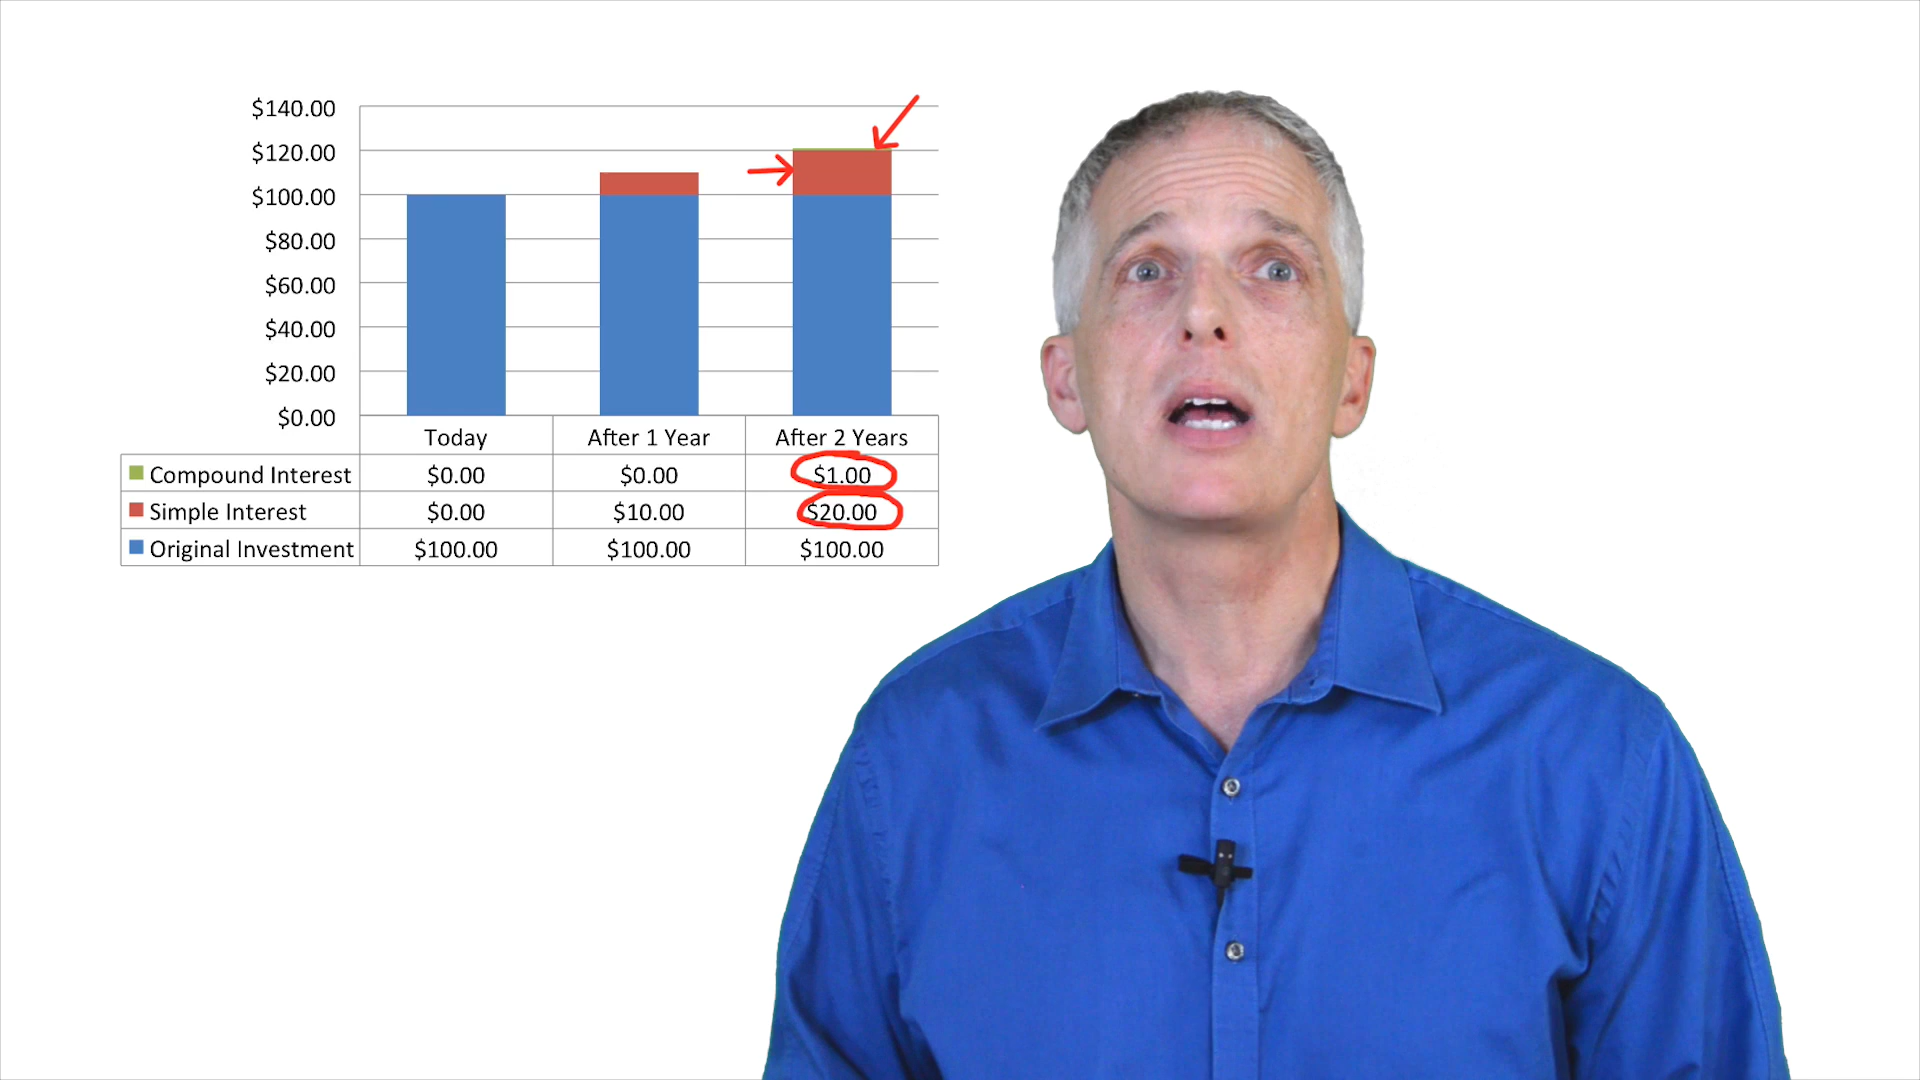 $140.00
$120.00
$100.00
$80.00
$60.00
$40.00
$20.00
$0.00
Today After 1 Year After 2 Years
Compound Interest $0.00 $0.00 $1.00
Simple Interest $0.00 $10.00 $20.00
Original Investment $100.00 $100.00 $100.00